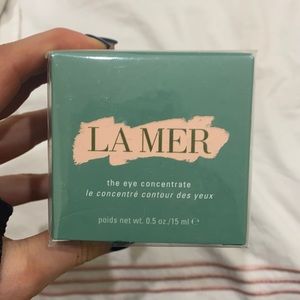 LA MER
the eye concentrate
le concentré contour des yeux
poids net wt. 0.5 oz./15 ml ℮